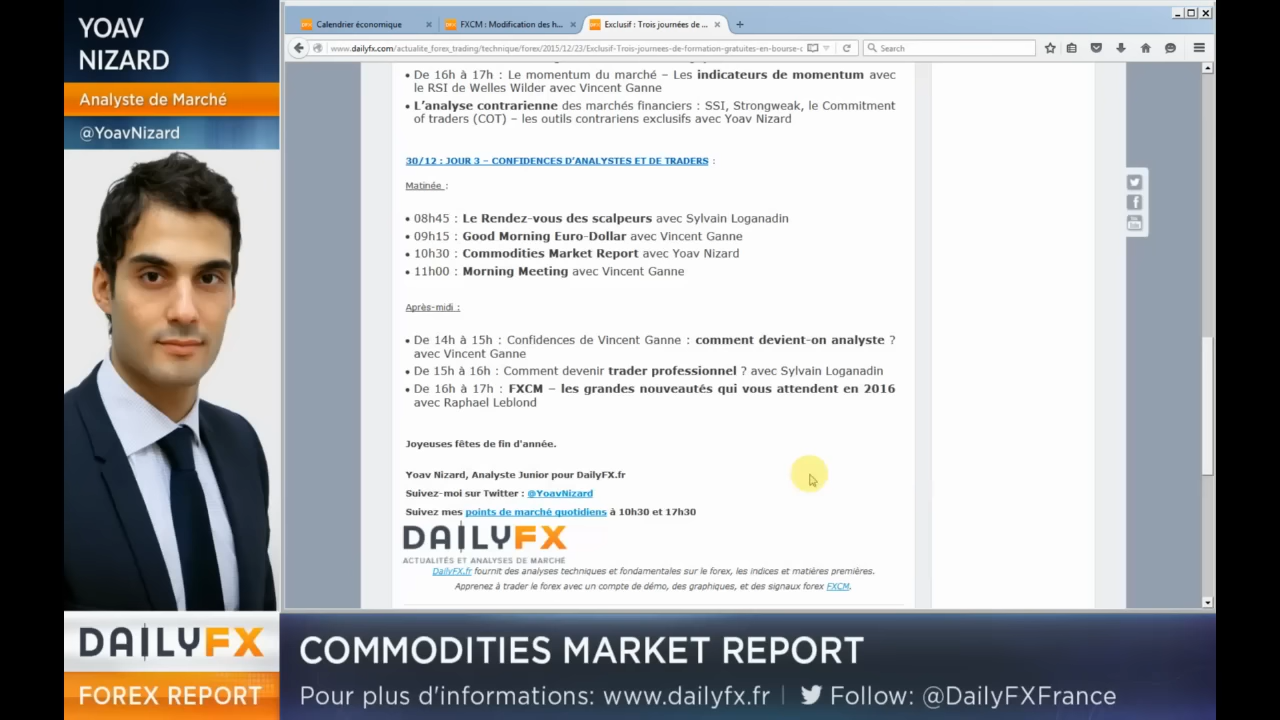 YOAV
NIZARD
Analyste de Marché
@YoavNizard
Calendrier économique
FXCM : Modification des h...
Exclusif : Trois journées de ...
www.dailyfx.com/actualite_forex_trading/technique/forex/2015/12/23/Exclusif-Trois-journees-de-formation-gratuites-en-bourse-c
Search
• De 16h à 17h : Le momentum du marché – Les indicateurs de momentum avec
le RSI de Welles Wilder avec Vincent Ganne
• L'analyse contrarienne des marchés financiers : SSI, Strongweak, le Commitment
of traders (COT) – les outils contrariens exclusifs avec Yoav Nizard
30/12 : JOUR 3 – CONFIDENCES D'ANALYSTES ET DE TRADERS :
Matinée :
• 08h45 : Le Rendez-vous des scalpeurs avec Sylvain Loganadin
• 09h15 : Good Morning Euro-Dollar avec Vincent Ganne
• 10h30 : Commodities Market Report avec Yoav Nizard
• 11h00 : Morning Meeting avec Vincent Ganne
Après-midi :
• De 14h à 15h : Confidences de Vincent Ganne : comment devient-on analyste ?
avec Vincent Ganne
• De 15h à 16h : Comment devenir trader professionnel ? avec Sylvain Loganadin
• De 16h à 17h : FXCM – les grandes nouveautés qui vous attendent en 2016
avec Raphael Leblond
Joyeuses fêtes de fin d'année.
Yoav Nizard, Analyste Junior pour DailyFX.fr
Suivez-moi sur Twitter : @YoavNizard
Suivez mes points de marché quotidiens à 10h30 et 17h30
DAILYFX
ACTUALITÉS ET ANALYSES DE MARCHÉ
DailyFX.fr fournit des analyses techniques et fondamentales sur le forex, les indices et matières premières.
Apprenez à trader le forex avec un compte de démo, des graphiques, et des signaux forex FXCM.
DAILYFX
FOREX REPORT
COMMODITIES MARKET REPORT
Pour plus d'informations: www.dailyfx.fr | Follow: @DailyFXFrance